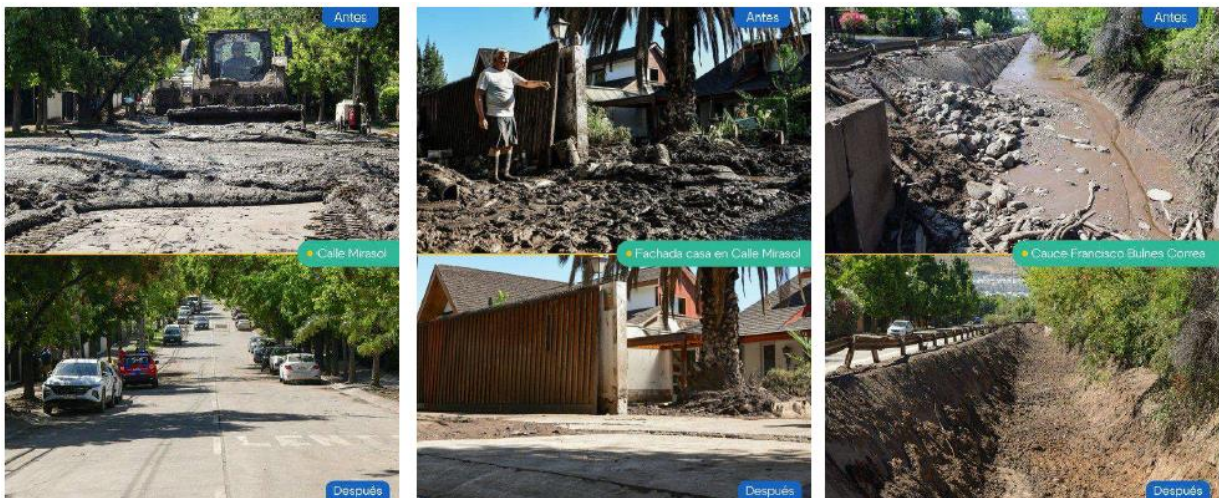 Antes
Antes
Antes
Calle Mirasol
Fachada casa en Calle Mirasol
Cauce Francisco Bulnes Correa
Después
Después
Después